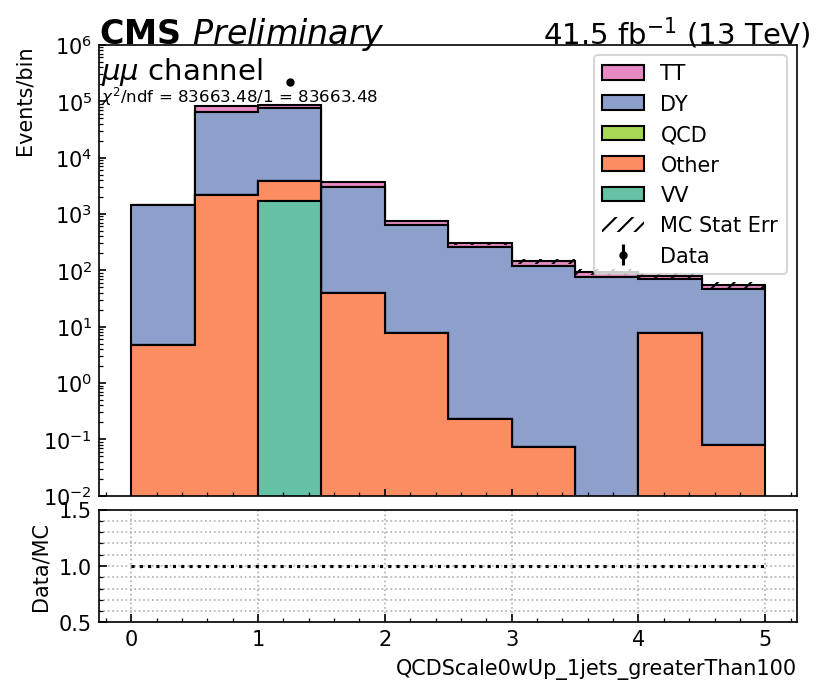 CMS Preliminary 41.5 fb⁻¹ (13 TeV)
μμ channel
χ²/ndf = 83663.48/1 = 83663.48
Events/bin
10⁶
10⁵
10⁴
10³
10²
10¹
10⁰
10⁻¹
10⁻²
TT
DY
QCD
Other
VV
MC Stat Err
Data
Data/MC
1.5
1.0
0.5
0 1 2 3 4 5
QCDScale0wUp_1jets_greaterThan100